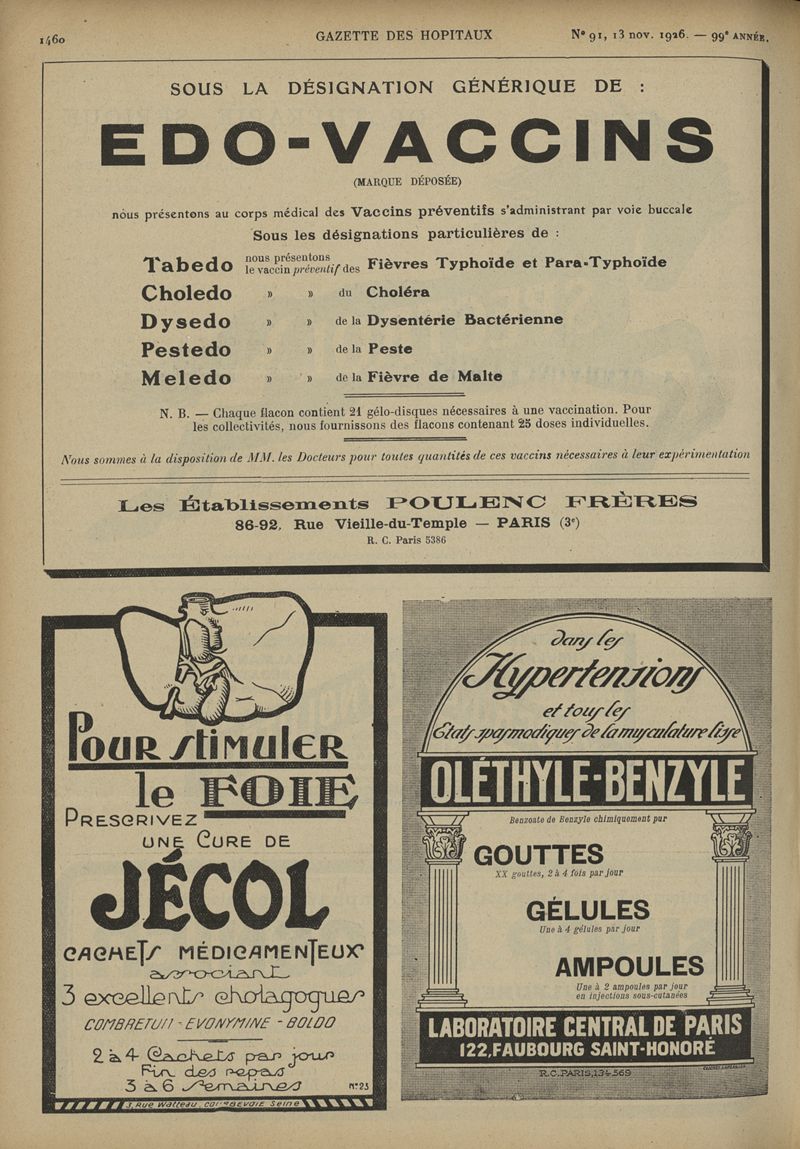 1460
GAZETTE DES HOPITAUX
N° 91, 13 nov. 1926. — 99e ANNÉE.
SOUS LA DÉSIGNATION GÉNÉRIQUE DE :
EDO-VACCINS
(MARQUE DÉPOSÉE)
nous présentons au corps médical des Vaccins préventifs s'administrant par voie buccale
Sous les désignations particulières de :
Tabedo nous présentons le vaccin préventif des Fièvres Typhoïde et Para-Typhoïde
Choledo » » du Choléra
Dysedo » » de la Dysentérie Bactérienne
Pestedo » » de la Peste
Meledo » » de la Fièvre de Malte
N. B. — Chaque flacon contient 21 gélo-disques nécessaires à une vaccination. Pour
les collectivités, nous fournissons des flacons contenant 25 doses individuelles.
Nous sommes à la disposition de MM. les Docteurs pour toutes quantités de ces vaccins nécessaires à leur expérimentation
Les Établissements POULENC FRÈRES
86-92, Rue Vieille-du-Temple — PARIS (3e)
R. C. Paris 5386
POUR STIMULER
le FOIE
PRESCRIVEZ
UNE CURE DE
JÉCOL
CACHETS MÉDICAMENTEUX
associant
3 excellents cholagogues
COMBRETUM - EVONYMINE - BOLDO
2 à 4 Cachets par jour
Fin des repas
3 à 6 Semaines
N° 23
3, Rue Watteau, COURBEVOIE Seine
dans les
Hypertensions
et tous les
États spasmodiques de la musculature lisse
OLÉTHYLE-BENZYLE
Benzoate de Benzyle chimiquement pur
GOUTTES
XX gouttes, 2 à 4 fois par jour
GÉLULES
Une à 4 gélules par jour
AMPOULES
Une à 2 ampoules par jour
en injections sous-cutanées
LABORATOIRE CENTRAL DE PARIS
122, FAUBOURG SAINT-HONORÉ
R.C. PARIS, 134-569